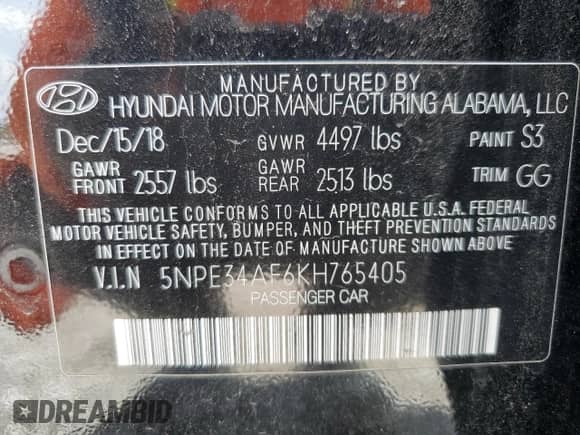 MANUFACTURED BY
HYUNDAI MOTOR MANUFACTURING ALABAMA, LLC
Dec/15/18 GVWR 4497 lbs PAINT S3
GAWR FRONT 2557 lbs GAWR REAR 2513 lbs TRIM GG
THIS VEHICLE CONFORMS TO ALL APPLICABLE U.S.A. FEDERAL
MOTOR VEHICLE SAFETY, BUMPER, AND THEFT PREVENTION STANDARDS
IN EFFECT ON THE DATE OF MANUFACTURE SHOWN ABOVE.
V.I.N 5NPE34AF6KH765405
PASSENGER CAR
DREAMBID